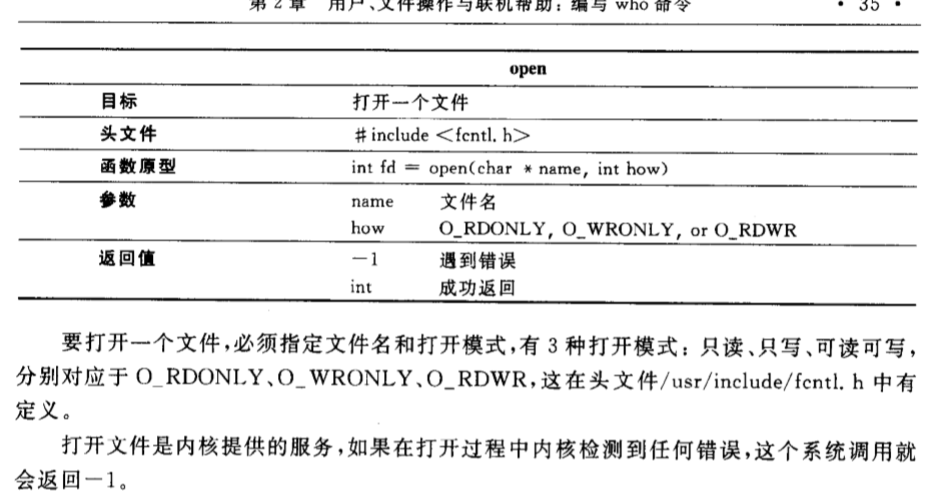 第 2 章 用户、文件操作与联机帮助：编写 who 命令 · 35 ·
open
目标 打开一个文件
头文件 #include <fcntl.h>
函数原型 int fd = open(char *name, int how)
参数 name 文件名
how O_RDONLY, O_WRONLY, or O_RDWR
返回值 -1 遇到错误
int 成功返回
要打开一个文件,必须指定文件名和打开模式,有 3 种打开模式：只读、只写、可读可写,
分别对应于 O_RDONLY、O_WRONLY、O_RDWR,这在头文件/usr/include/fcntl.h 中有
定义。
打开文件是内核提供的服务,如果在打开过程中内核检测到任何错误,这个系统调用就
会返回-1。